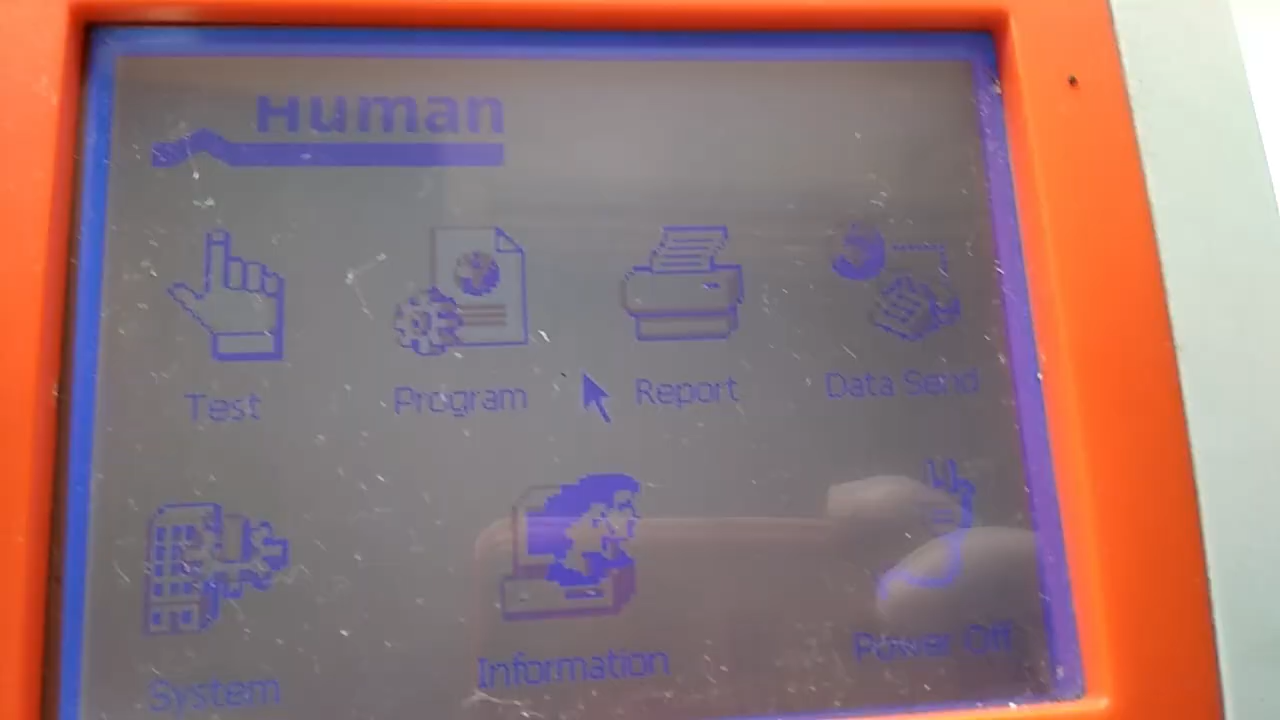 Human
Test
Program
Report
Data Send
System
Information
Power Off